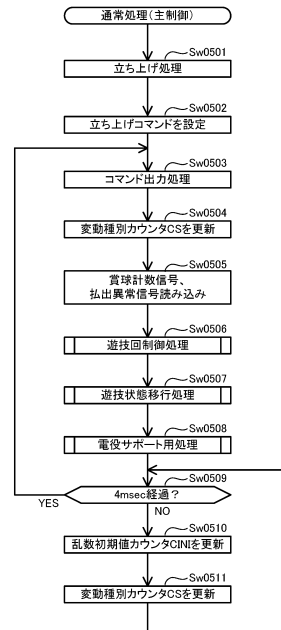 通常処理(主制御)
Sw0501
立ち上げ処理
Sw0502
立ち上げコマンドを設定
Sw0503
コマンド出力処理
Sw0504
変動種別カウンタCSを更新
Sw0505
賞球計数信号、
払出異常信号読み込み
Sw0506
遊技回制御処理
Sw0507
遊技状態移行処理
Sw0508
電役サポート用処理
Sw0509
4msec経過?
YES
NO
Sw0510
乱数初期値カウンタCINIを更新
Sw0511
変動種別カウンタCSを更新